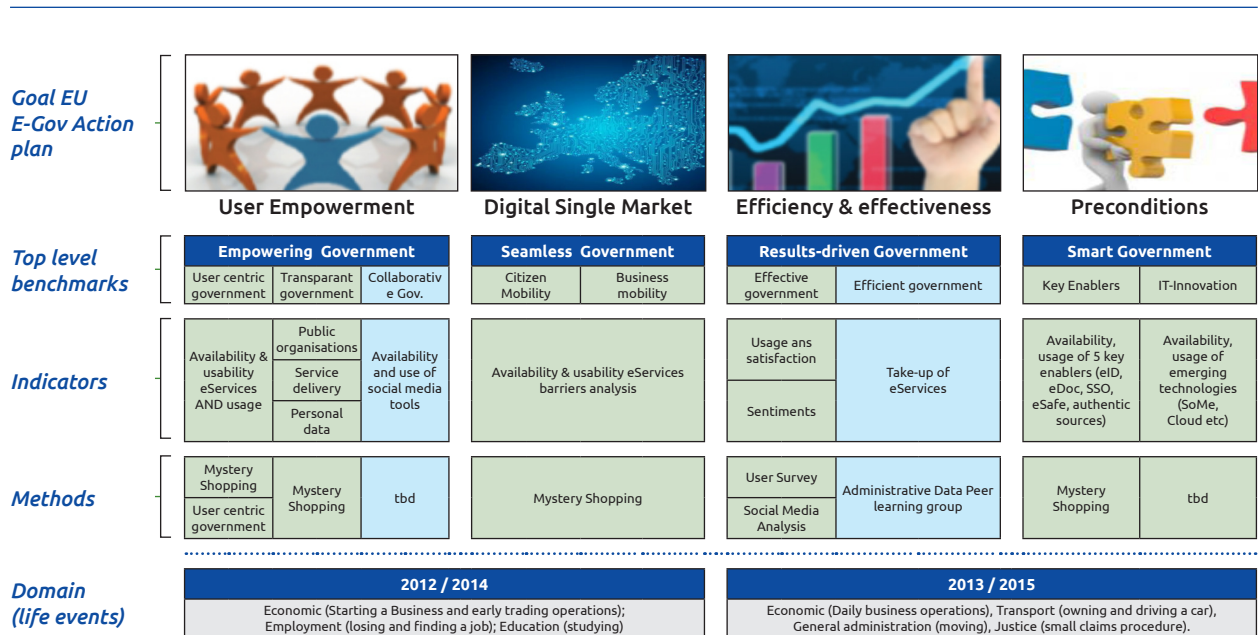 Goal EU
E-Gov Action
plan
User Empowerment
Digital Single Market
Efficiency & effectiveness
Preconditions
Top level
benchmarks
Empowering Government
User centric
government
Transparant
government
Collaborativ
e Gov.
Seamless Government
Citizen
Mobility
Business
mobility
Results-driven Government
Effective
government
Efficient government
Smart Government
Key Enablers
IT-Innovation
Indicators
Availability &
usability
eServices
AND usage
Public
organisations
Service
delivery
Personal
data
Availability
and use of
social media
tools
Availability & usability eServices
barriers analysis
Usage ans
satisfaction
Sentiments
Take-up of
eServices
Availability,
usage of 5 key
enablers (eID,
eDoc, SSO,
eSafe, authentic
sources)
Availability,
usage of
emerging
technologies
(SoMe,
Cloud etc)
Methods
Mystery
Shopping
User centric
government
Mystery
Shopping
tbd
Mystery Shopping
User Survey
Social Media
Analysis
Administrative Data Peer
learning group
Mystery
Shopping
tbd
Domain
(life events)
2012 / 2014
Economic (Starting a Business and early trading operations);
Employment (losing and finding a job); Education (studying)
2013 / 2015
Economic (Daily business operations), Transport (owning and driving a car),
General administration (moving), Justice (small claims procedure).